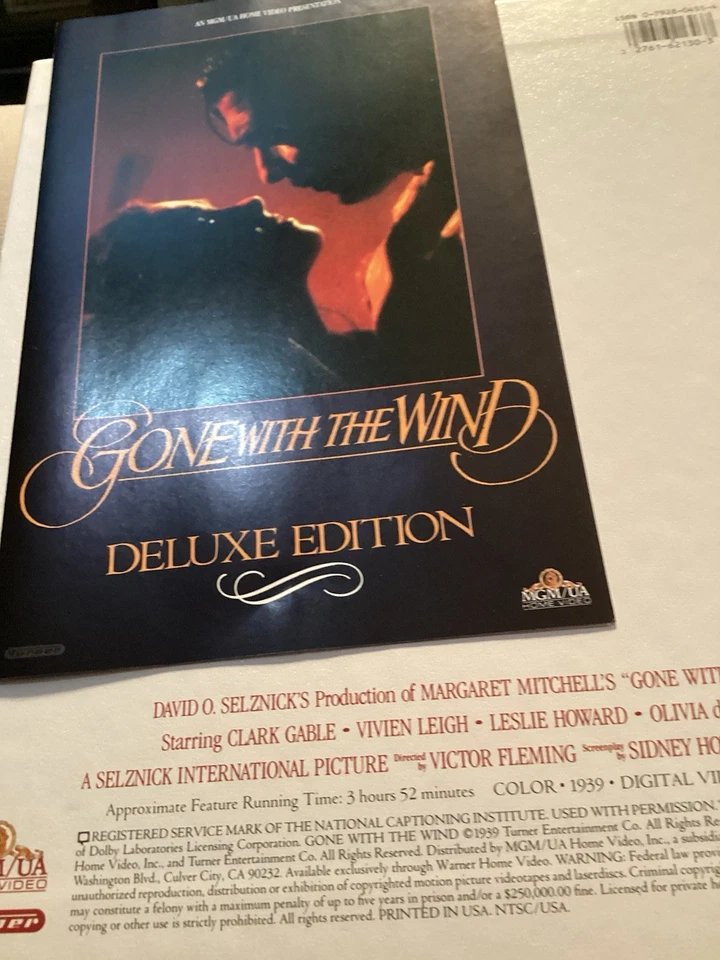 AN MGM/UA HOME VIDEO PRESENTATION
GONE WITH THE WIND
DELUXE EDITION
MGM/UA
HOME VIDEO
Turner
DAVID O. SELZNICK'S Production of MARGARET MITCHELL'S "GONE WIT
Starring CLARK GABLE • VIVIEN LEIGH • LESLIE HOWARD • OLIVIA d
A SELZNICK INTERNATIONAL PICTURE Directed by VICTOR FLEMING Screenplay by SIDNEY HO
Approximate Feature Running Time: 3 hours 52 minutes COLOR • 1939 • DIGITAL VI
REGISTERED SERVICE MARK OF THE NATIONAL CAPTIONING INSTITUTE. USED WITH PERMISSION.
of Dolby Laboratories Licensing Corporation. GONE WITH THE WIND ©1939 Turner Entertainment Co. All Rights Re
Home Video, Inc., and Turner Entertainment Co. All Rights Reserved. Distributed by MGM/UA Home Video, Inc., a subsidi
Washington Blvd., Culver City, CA 90232. Available exclusively through Warner Home Video. WARNING: Federal law provi
unauthorized reproduction, distribution or exhibition of copyrighted motion picture videotapes and laserdiscs. Criminal copyrig
may constitute a felony with a maximum penalty of up to five years in prison and/or a $250,000.00 fine. Licensed for private h
copying or other use is strictly prohibited. All rights reserved. PRINTED IN USA. NTSC/USA.
M/UA
VIDEO
ner